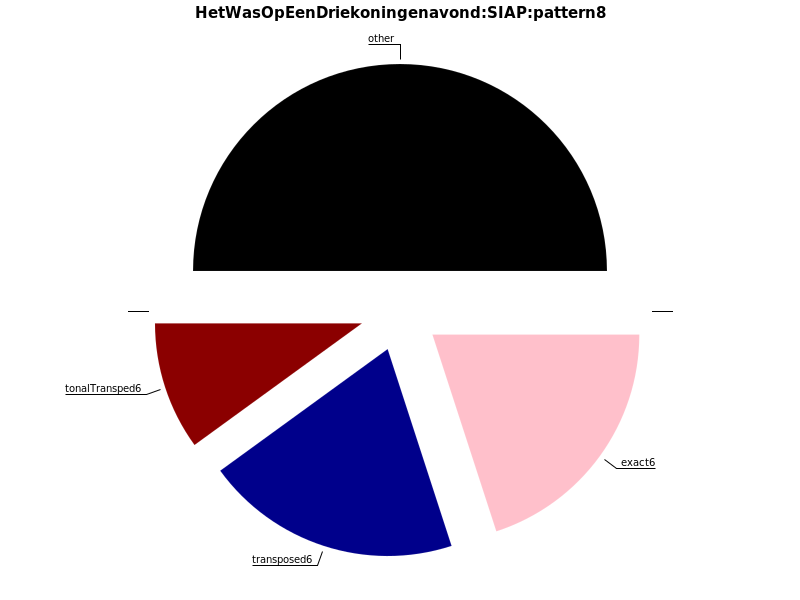 HetWasOpEenDriekoningenavond:SIAP:pattern8
other
tonalTransped6
exact6
transposed6